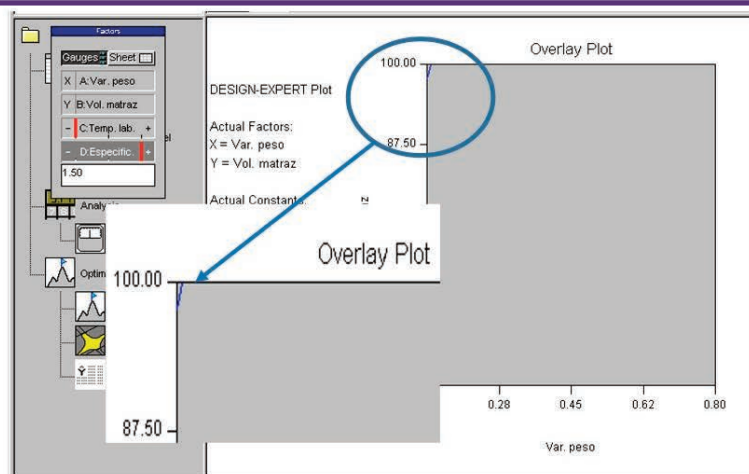 Factors
Gauges Sheet
X A:Var. peso
Y B:Vol. matraz
- C:Temp. lab. +
- D:Especific. +
1.50
el
Analysis
Optim
DESIGN-EXPERT Plot
Actual Factors:
X = Var. peso
Y = Vol. matraz
Actual Constants:
Overlay Plot
100.00
87.50
z
0.28 0.45 0.62 0.80
Var. peso
Overlay Plot
100.00
87.50